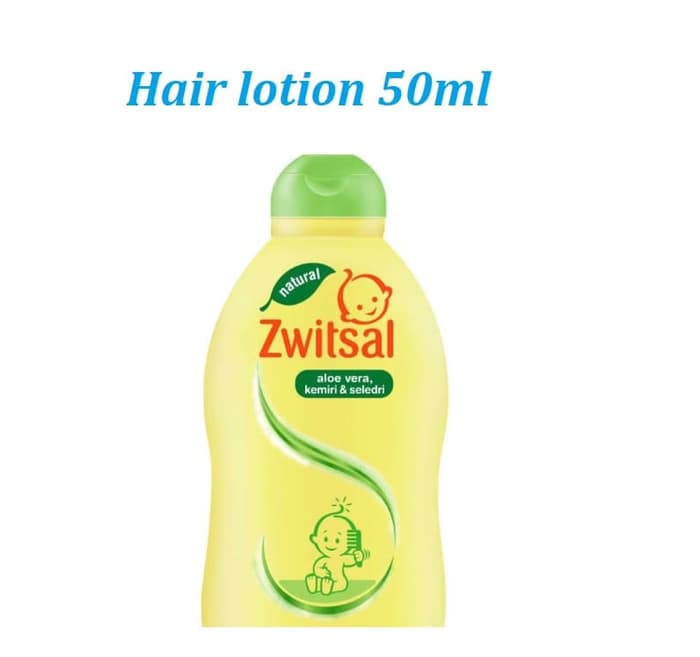 Hair lotion 50ml
natural
Zwitsal
aloe vera,
kemiri & seledri